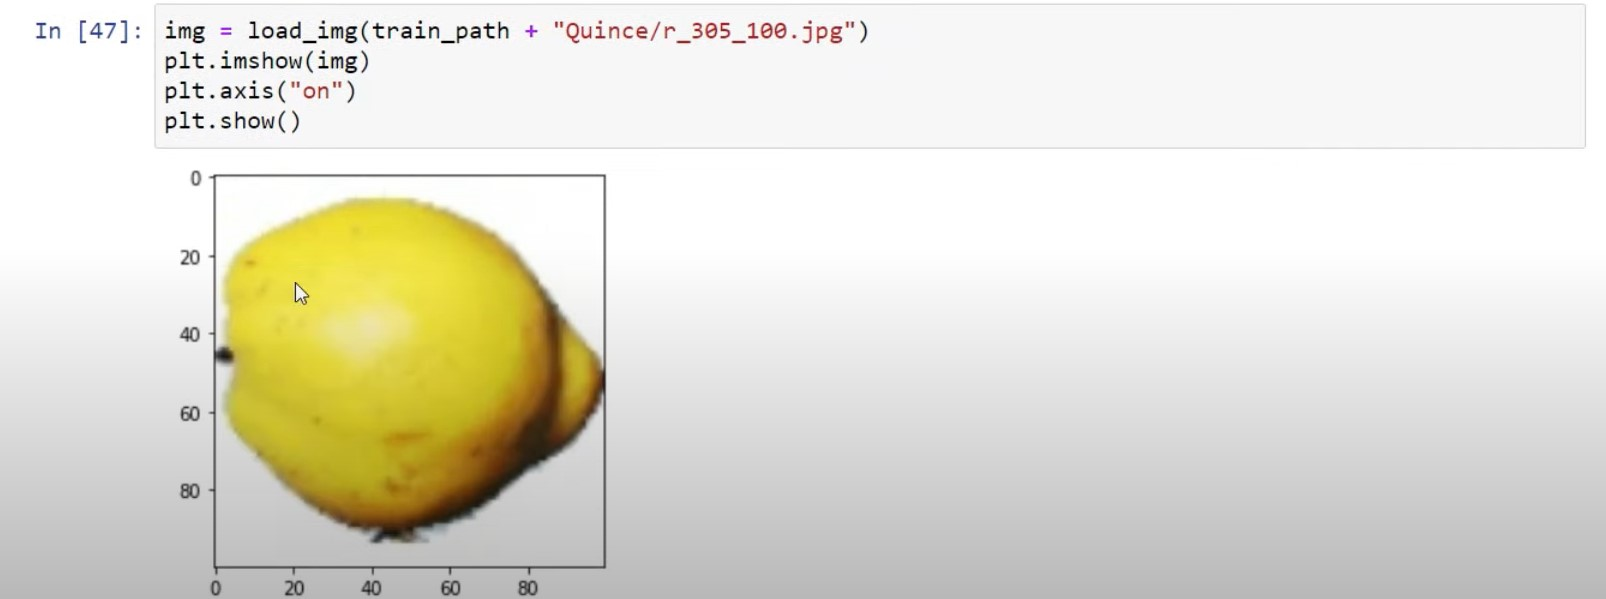 In [47]: img = load_img(train_path + "Quince/r_305_100.jpg")
plt.imshow(img)
plt.axis("on")
plt.show()
0
20
40
60
80
0 20 40 60 80